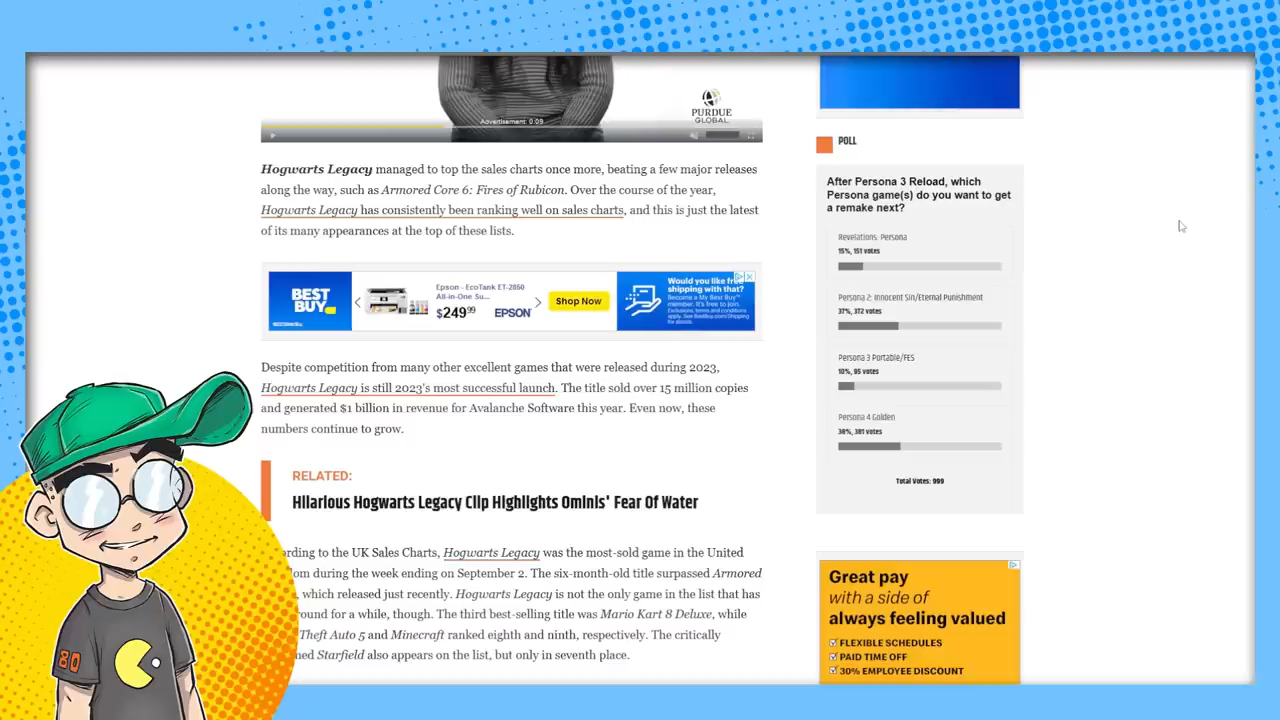 PURDUE
GLOBAL
Advertisement: 0:09
Hogwarts Legacy managed to top the sales charts once more, beating a few major releases
along the way, such as Armored Core 6: Fires of Rubicon. Over the course of the year,
Hogwarts Legacy has consistently been ranking well on sales charts, and this is just the latest
of its many appearances at the top of these lists.
BEST
BUY
Epson - EcoTank ET-2850
All-in-One Su...
$249.99
EPSON
Shop Now
Would you like free
shipping with that?
Despite competition from many other excellent games that were released during 2023,
Hogwarts Legacy is still 2023's most successful launch. The title sold over 15 million copies
and generated $1 billion in revenue for Avalanche Software this year. Even now, these
numbers continue to grow.
RELATED:
Hilarious Hogwarts Legacy Clip Highlights Ominis' Fear Of Water
rding to the UK Sales Charts, Hogwarts Legacy was the most-sold game in the United
om during the week ending on September 2. The six-month-old title surpassed Armored
, which released just recently. Hogwarts Legacy is not the only game in the list that has
ound for a while, though. The third best-selling title was Mario Kart 8 Deluxe, while
Theft Auto 5 and Minecraft ranked eighth and ninth, respectively. The critically
ned Starfield also appears on the list, but only in seventh place.
80
POLL
After Persona 3 Reload, which
Persona game(s) do you want to get
a remake next?
Revelations: Persona
15%, 151 votes
Persona 2: Innocent Sin/Eternal Punishment
37%, 372 votes
Persona 3 Portable/FES
10%, 95 votes
Persona 4 Golden
38%, 381 votes
Total Votes: 999
Great pay
with a side of
always feeling valued
FLEXIBLE SCHEDULES
PAID TIME OFF
30% EMPLOYEE DISCOUNT